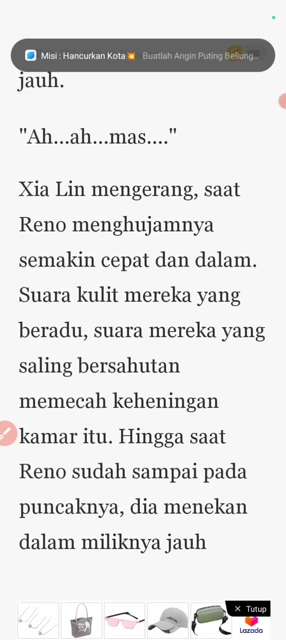 Misi : Hancurkan Kota💥 Buatlah Angin Puting Beliung...
jauh.
"Ah...ah...mas...."
Xia Lin mengerang, saat
Reno menghujamnya
semakin cepat dan dalam.
Suara kulit mereka yang
beradu, suara mereka yang
saling bersahutan
memecah keheningan
kamar itu. Hingga saat
Reno sudah sampai pada
puncaknya, dia menekan
dalam miliknya jauh
× Tutup
Lazada